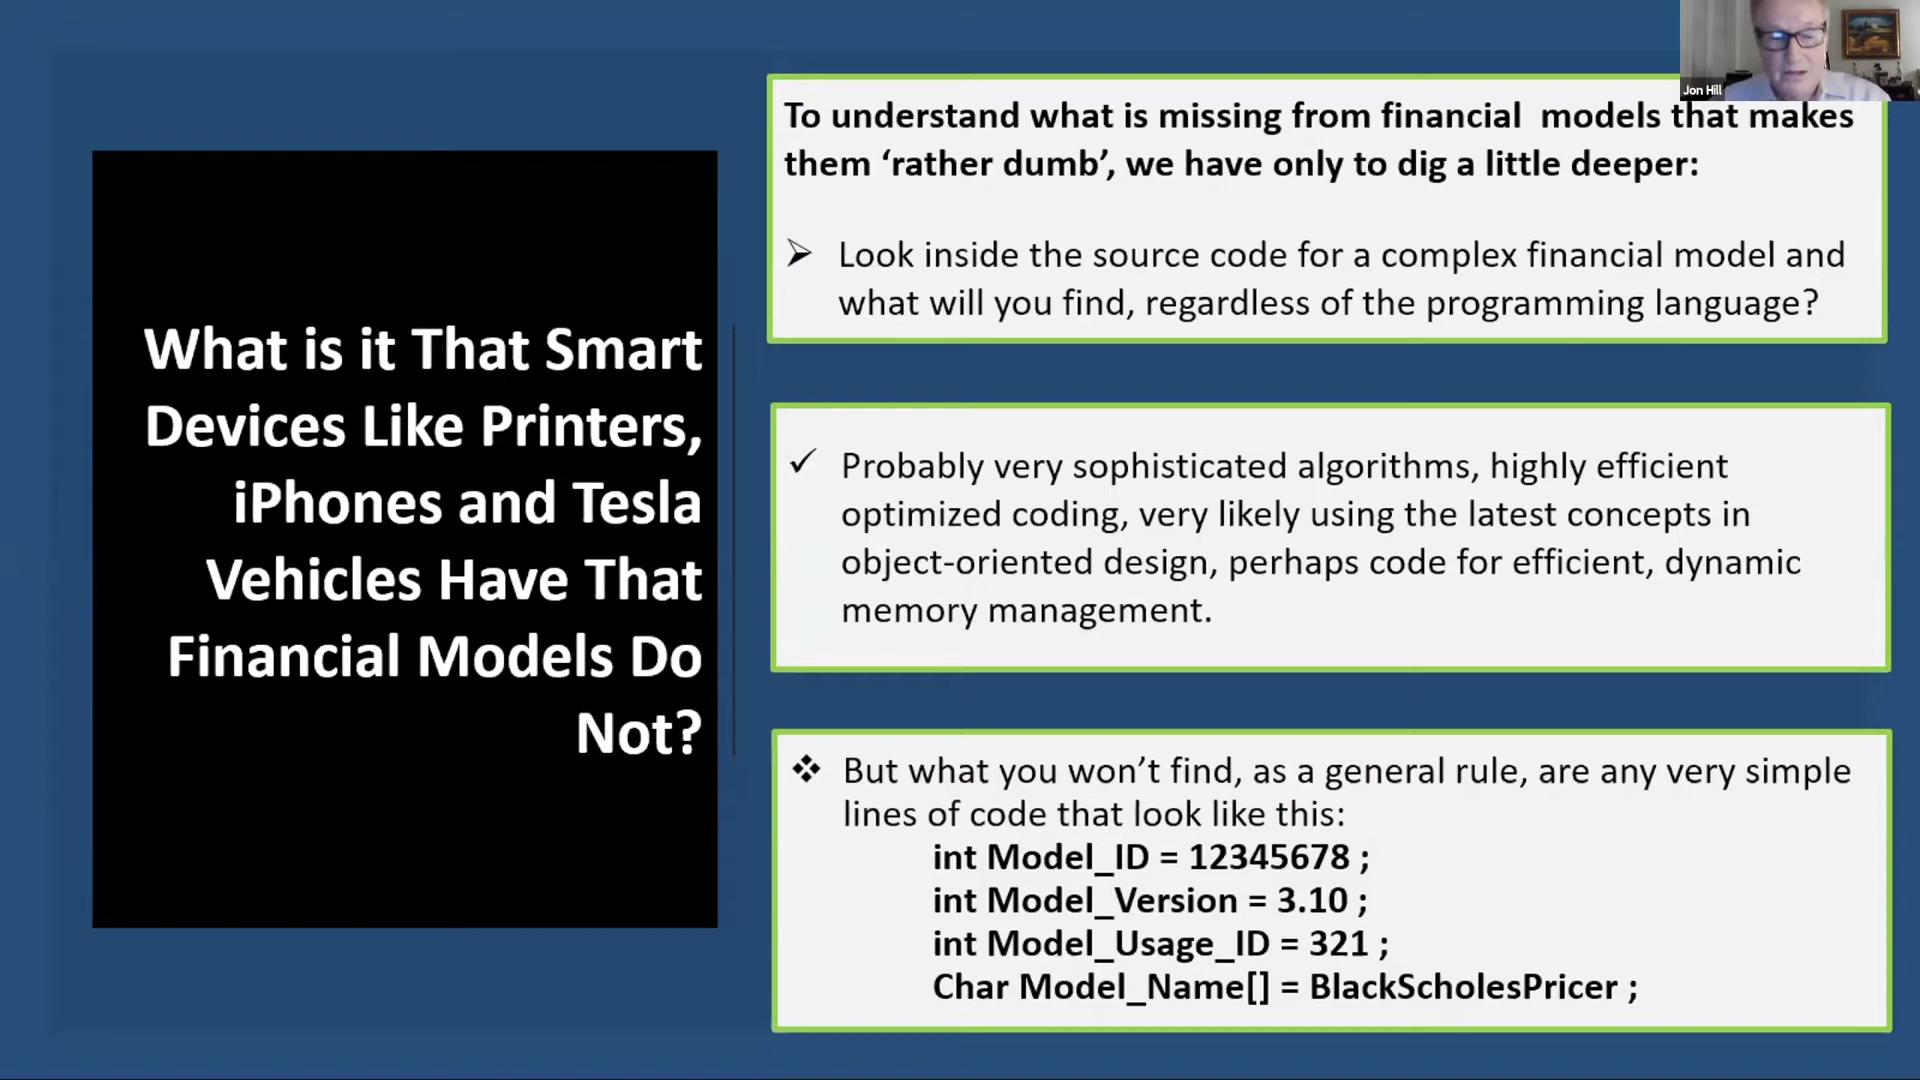 What is it That Smart
Devices Like Printers,
iPhones and Tesla
Vehicles Have That
Financial Models Do
Not?
Jon Hill
To understand what is missing from financial models that makes
them ‘rather dumb’, we have only to dig a little deeper:
Look inside the source code for a complex financial model and
what will you find, regardless of the programming language?
Probably very sophisticated algorithms, highly efficient
optimized coding, very likely using the latest concepts in
object-oriented design, perhaps code for efficient, dynamic
memory management.
But what you won’t find, as a general rule, are any very simple
lines of code that look like this:
int Model_ID = 12345678 ;
int Model_Version = 3.10 ;
int Model_Usage_ID = 321 ;
Char Model_Name[] = BlackScholesPricer ;